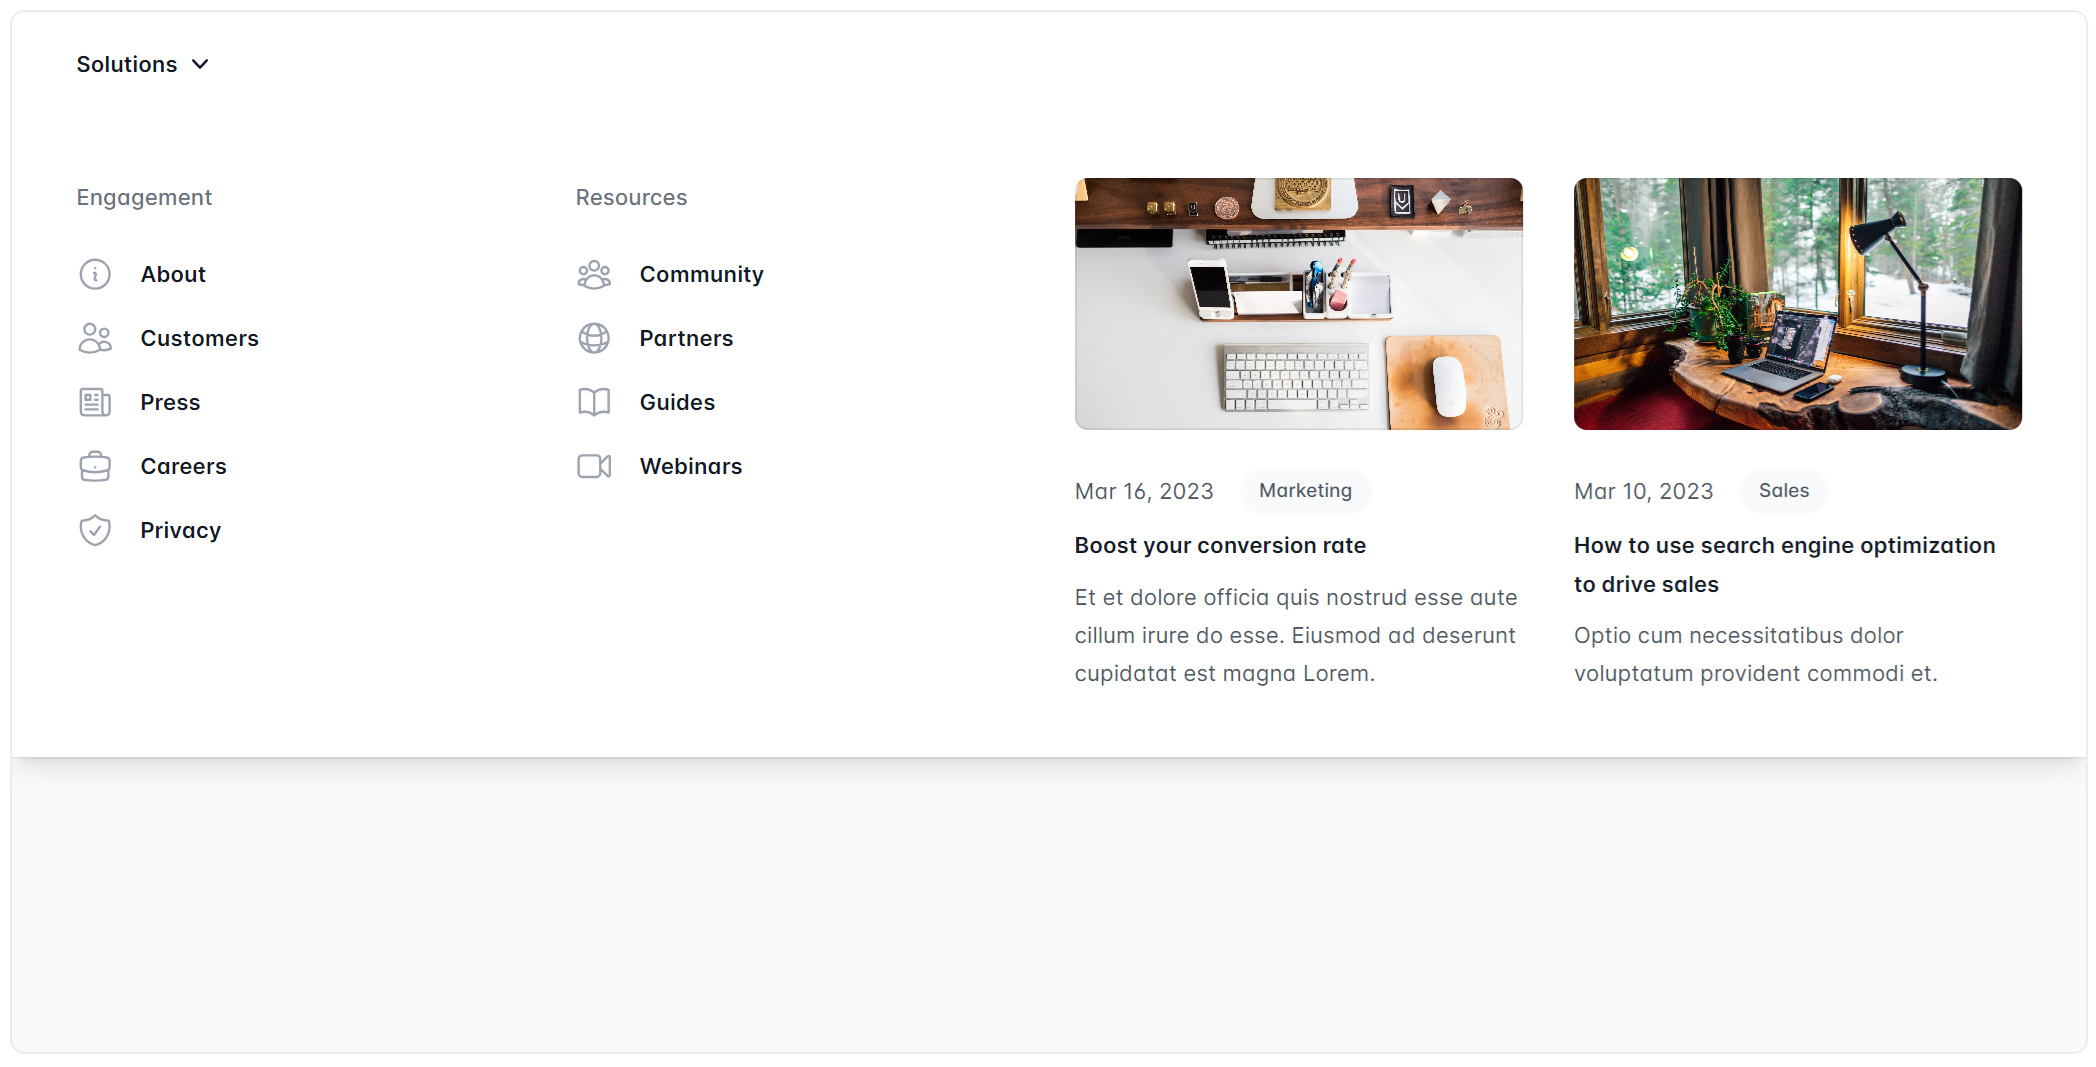 Solutions
Engagement
About
Customers
Press
Careers
Privacy
Resources
Community
Partners
Guides
Webinars
Mar 16, 2023 Marketing
Boost your conversion rate
Et et dolore officia quis nostrud esse aute
cillum irure do esse. Eiusmod ad deserunt
cupidatat est magna Lorem.
Mar 10, 2023 Sales
How to use search engine optimization
to drive sales
Optio cum necessitatibus dolor
voluptatum provident commodi et.